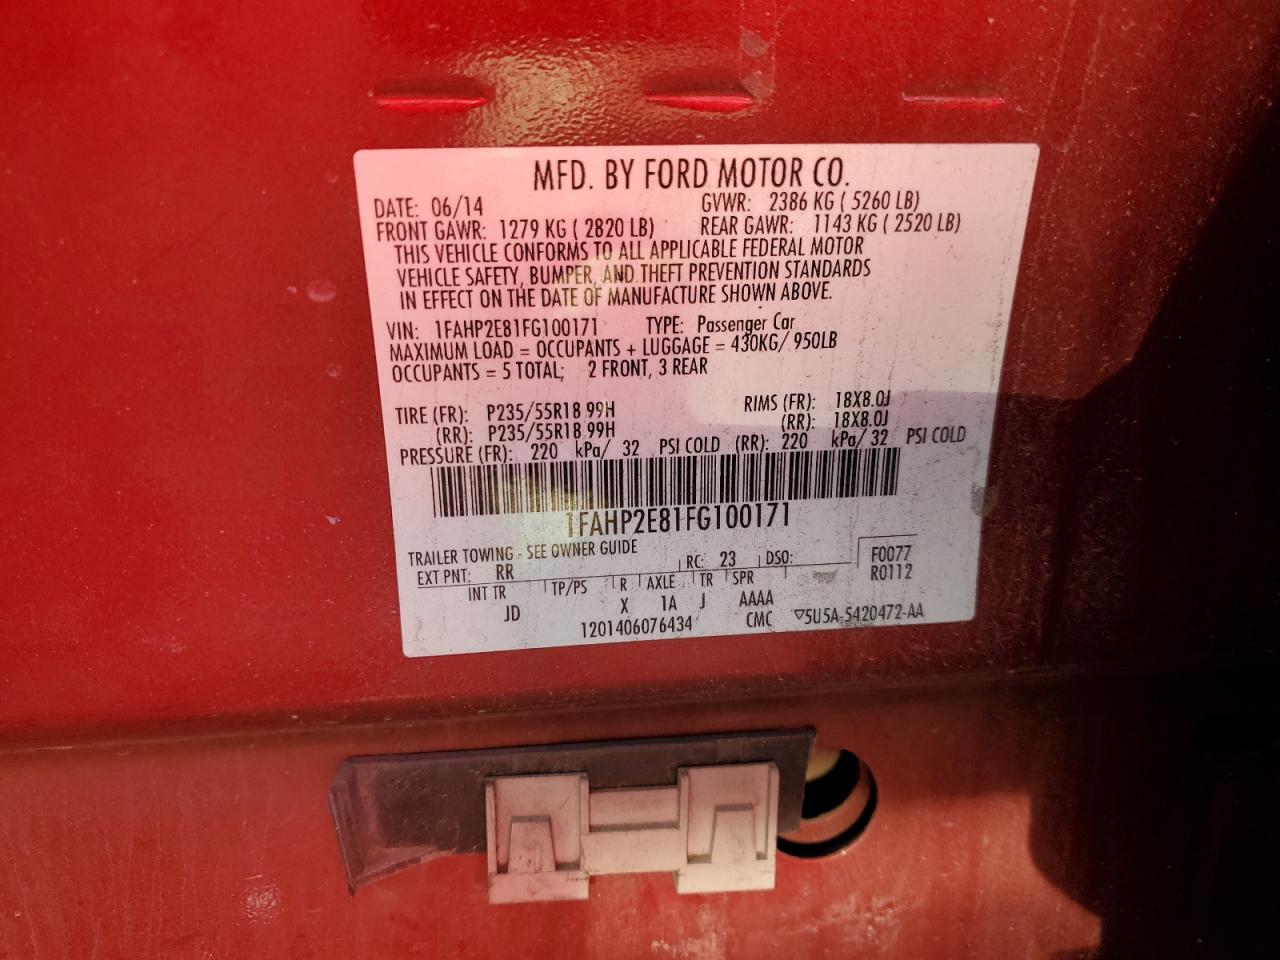 MFD. BY FORD MOTOR CO.
DATE: 06/14 GVWR: 2386 KG ( 5260 LB)
FRONT GAWR: 1279 KG ( 2820 LB) REAR GAWR: 1143 KG ( 2520 LB)
THIS VEHICLE CONFORMS TO ALL APPLICABLE FEDERAL MOTOR
VEHICLE SAFETY, BUMPER, AND THEFT PREVENTION STANDARDS
IN EFFECT ON THE DATE OF MANUFACTURE SHOWN ABOVE.
VIN: 1FAHP2E81FG100171 TYPE: Passenger Car
MAXIMUM LOAD = OCCUPANTS + LUGGAGE = 430KG/ 950LB
OCCUPANTS = 5 TOTAL; 2 FRONT, 3 REAR
TIRE (FR): P235/55R18 99H RIMS (FR): 18X8.0J
(RR): P235/55R18 99H (RR): 18X8.0J
PRESSURE (FR): 220 kPa/ 32 PSI COLD (RR): 220 kPa/ 32 PSI COLD
1FAHP2E81FG100171
TRAILER TOWING - SEE OWNER GUIDE
EXT PNT: RR RC: 23 DSO: F0077
R0112
INT TR TP/PS R AXLE TR SPR
JD X 1A J AAAA
1201406076434 CMC ▽5U5A-5420472-AA